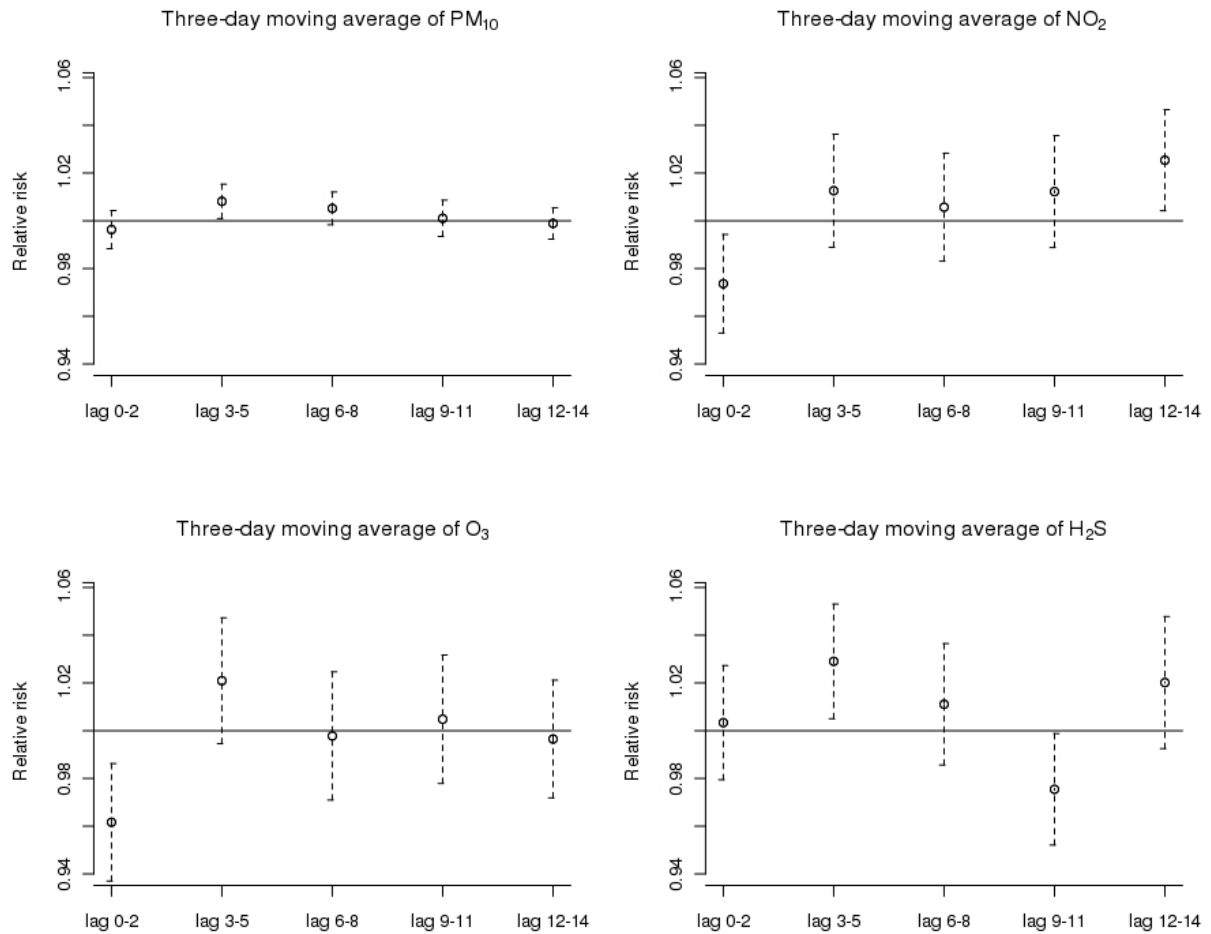 Three-day moving average of PM₁₀
Relative risk
1.06
1.02
0.98
0.94
lag 0-2 lag 3-5 lag 6-8 lag 9-11 lag 12-14
Three-day moving average of NO₂
Relative risk
1.06
1.02
0.98
0.94
lag 0-2 lag 3-5 lag 6-8 lag 9-11 lag 12-14
Three-day moving average of O₃
Relative risk
1.06
1.02
0.98
0.94
lag 0-2 lag 3-5 lag 6-8 lag 9-11 lag 12-14
Three-day moving average of H₂S
Relative risk
1.06
1.02
0.98
0.94
lag 0-2 lag 3-5 lag 6-8 lag 9-11 lag 12-14